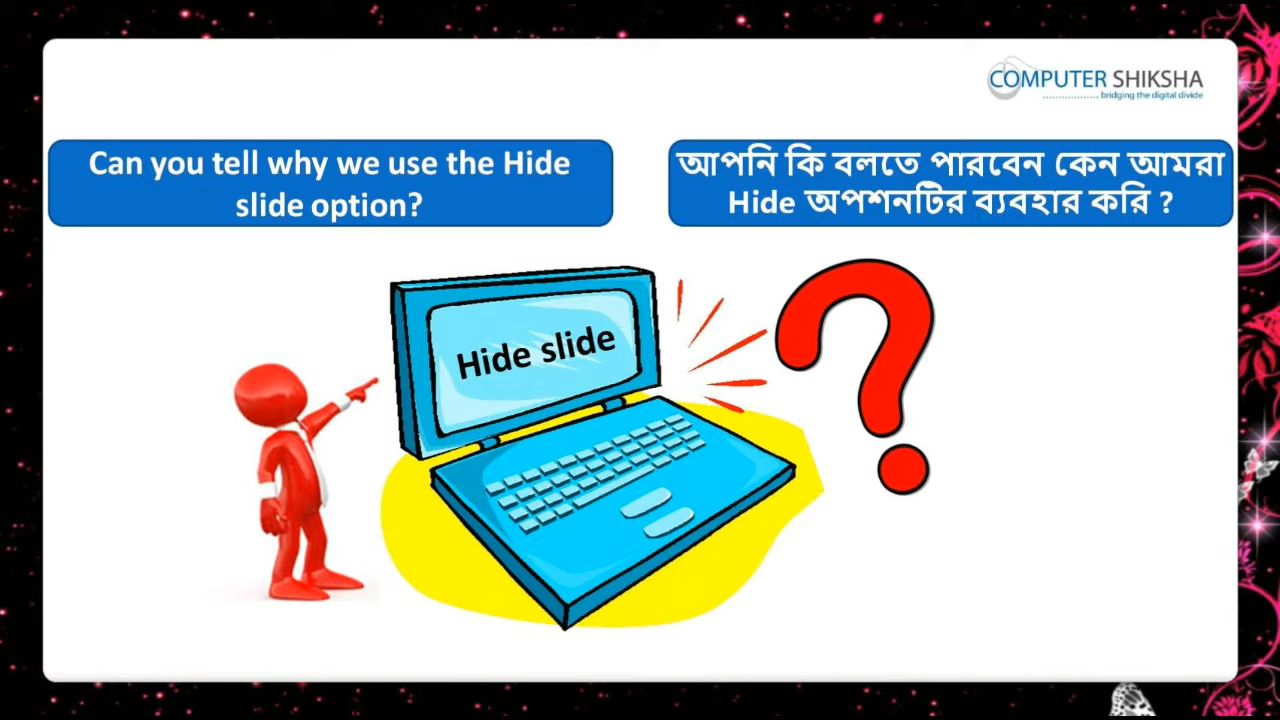 COMPUTER SHIKSHA
bridging the digital divide
Can you tell why we use the Hide
slide option?
আপনি কি বলতে পারবেন কেন আমরা
Hide অপশনটির ব্যবহার করি ?
Hide slide